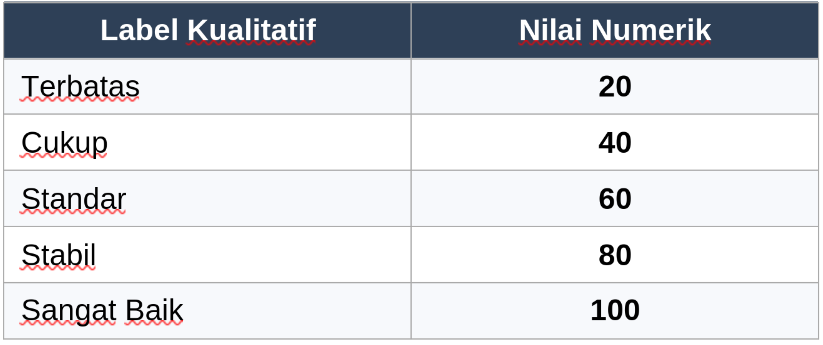 Label Kualitatif Nilai Numerik
Terbatas 20
Cukup 40
Standar 60
Stabil 80
Sangat Baik 100